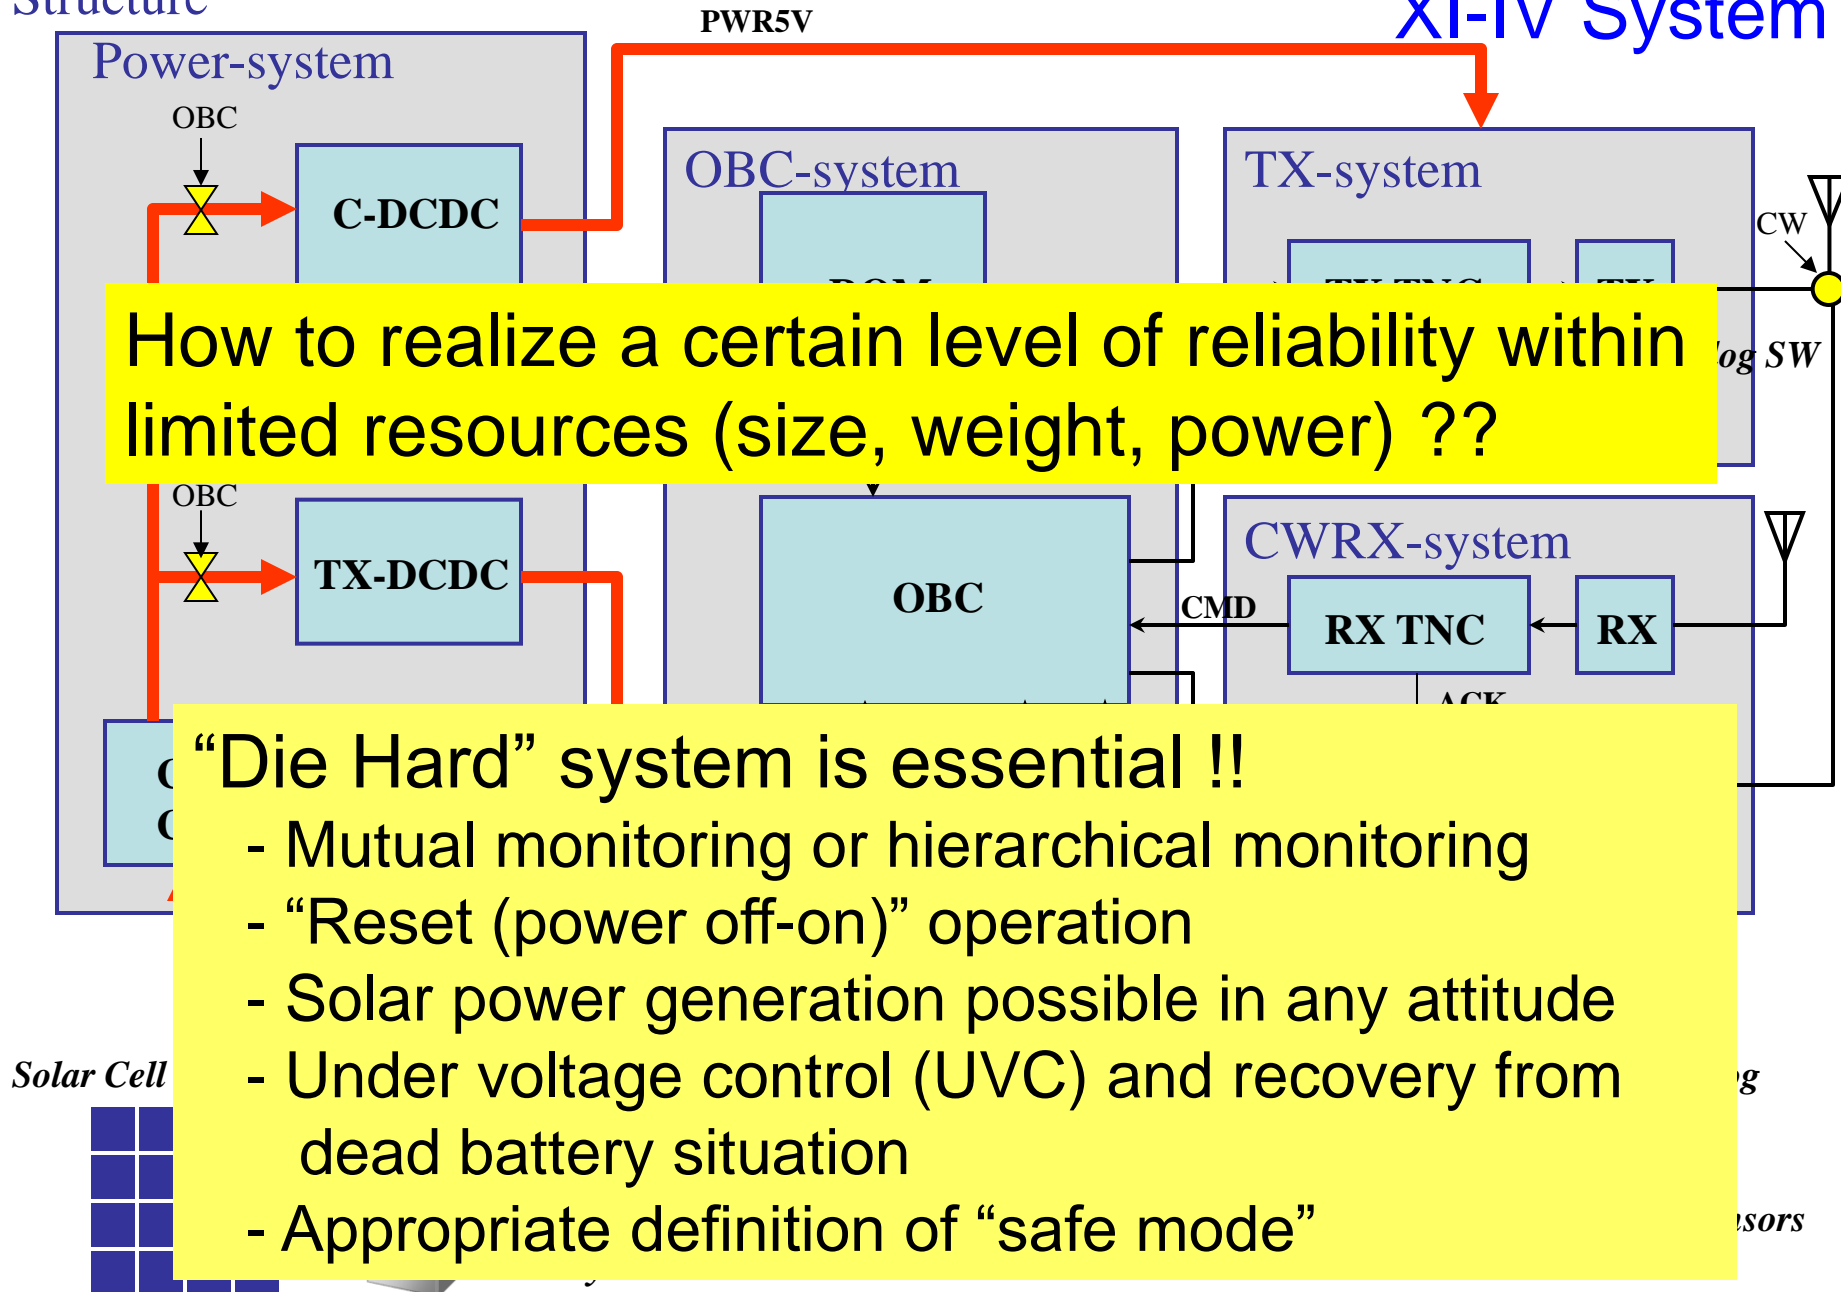 Structure
XI-IV System
PWR5V
Power-system
OBC
C-DCDC
OBC-system
TX-system
CW
How to realize a certain level of reliability within
limited resources (size, weight, power) ??
SW
OBC
TX-DCDC
OBC
CWRX-system
CMD
RX TNC
RX
ACK
“Die Hard” system is essential !!
- Mutual monitoring or hierarchical monitoring
- “Reset (power off-on)” operation
- Solar power generation possible in any attitude
- Under voltage control (UVC) and recovery from
dead battery situation
- Appropriate definition of “safe mode”
Solar Cell